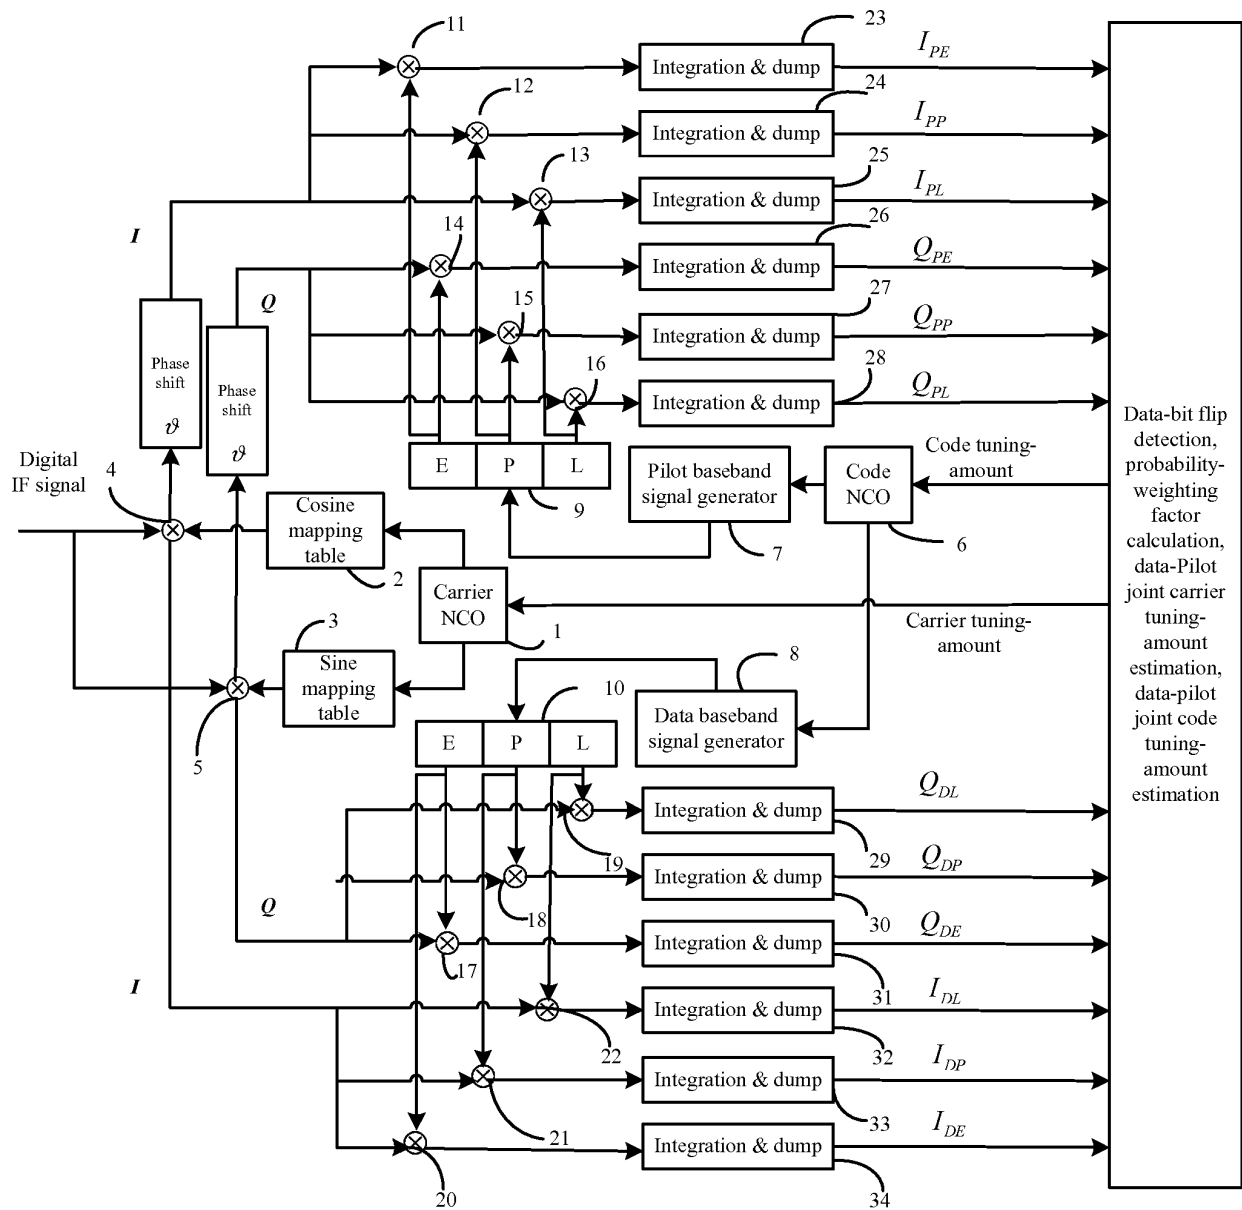 11
23
I_PE
Integration & dump
12
24
I_PP
Integration & dump
13
25
I_PL
Integration & dump
I
14
26
Q_PE
Integration & dump
Q
15
27
Q_PP
Integration & dump
Phase
shift
ϑ
Phase
shift
ϑ
16
28
Q_PL
Integration & dump
Digital
IF signal
4
E
P
L
9
Pilot baseband
signal generator
7
Code
NCO
6
Code tuning-
amount
Cosine
mapping
table
2
Carrier
NCO
1
Carrier tuning-
amount
3
Sine
mapping
table
5
8
Data baseband
signal generator
10
E
P
L
Data-bit flip
detection,
probability-
weighting
factor
calculation,
data-Pilot
joint carrier
tuning-
amount
estimation,
data-pilot
joint code
tuning-
amount
estimation
19
Integration & dump
29
Q_DL
18
Integration & dump
30
Q_DP
Q
17
Integration & dump
31
Q_DE
I
22
Integration & dump
32
I_DL
21
Integration & dump
33
I_DP
20
Integration & dump
34
I_DE